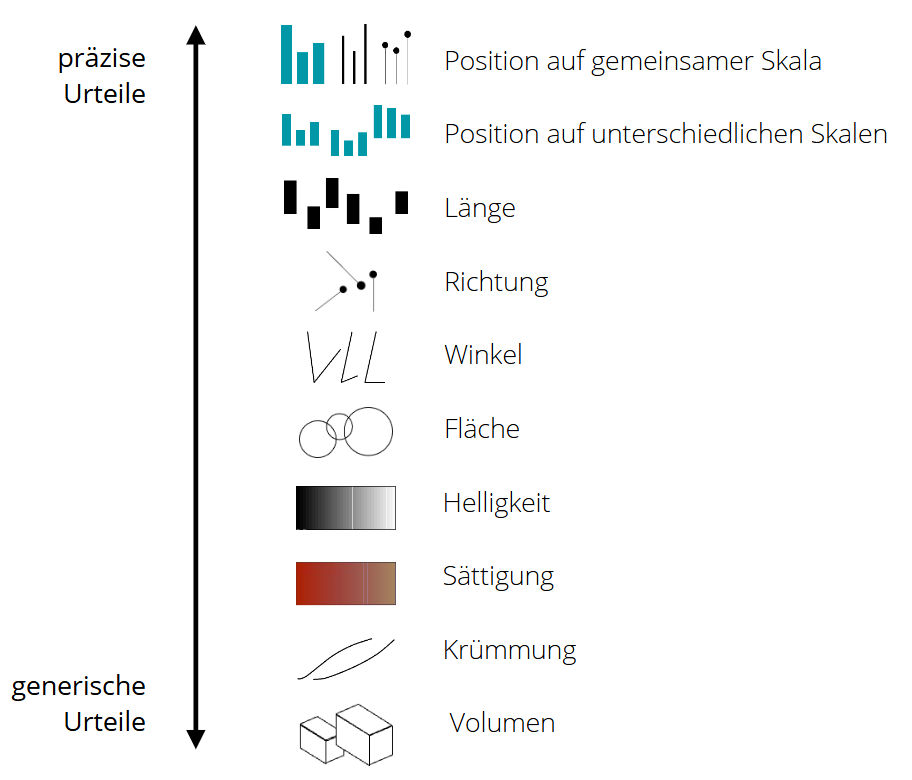 präzise
Urteile
Position auf gemeinsamer Skala
Position auf unterschiedlichen Skalen
Länge
Richtung
Winkel
Fläche
Helligkeit
Sättigung
Krümmung
generische
Urteile
Volumen